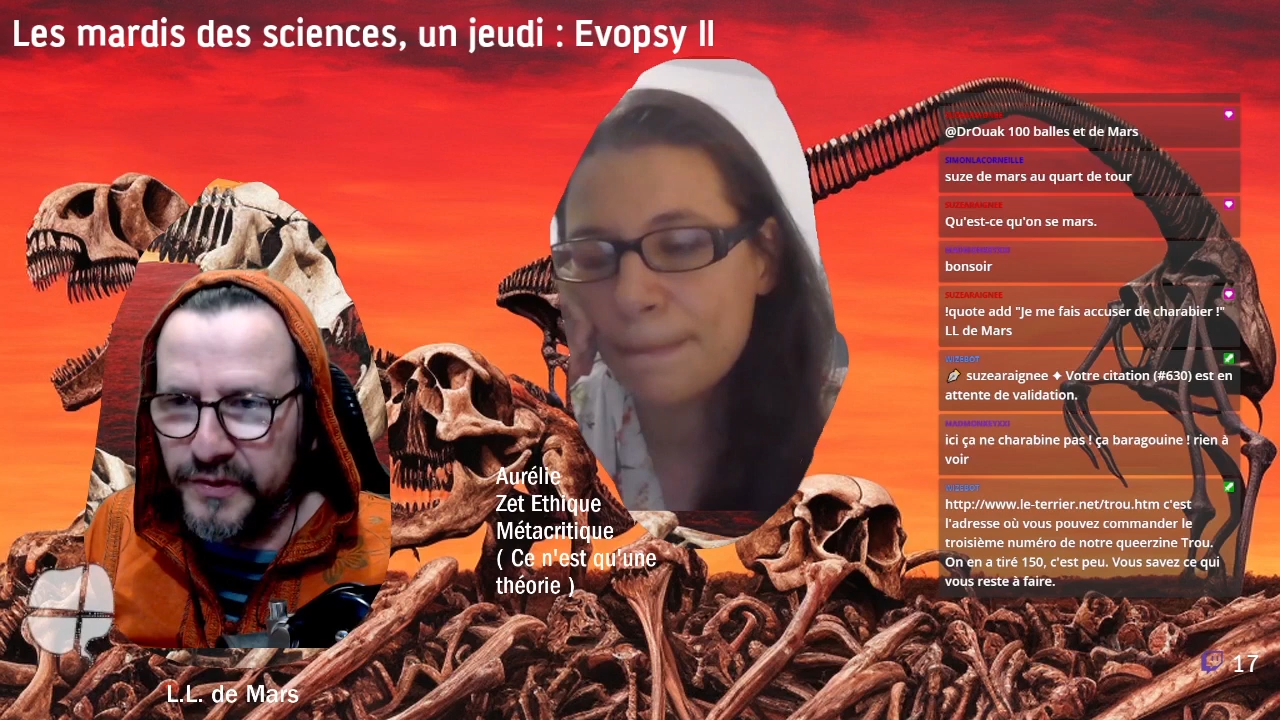 Les mardis des sciences, un jeudi : Evopsy II
@DrOuak 100 balles et de Mars
SIMONLACORNEILLE
suze de mars au quart de tour
SUZEARAIGNEE
Qu'est-ce qu'on se mars.
bonsoir
SUZEARAIGNEE
!quote add "Je me fais accuser de charabier !"
LL de Mars
WIZEBOT
suzearaignee ✦ Votre citation (#630) est en
attente de validation.
ici ça ne charabine pas ! ça baragouine ! rien à
voir
WIZEBOT
http://www.le-terrier.net/trou.htm c'est
l'adresse où vous pouvez commander le
troisième numéro de notre queerzine Trou.
On en a tiré 150, c'est peu. Vous savez ce qui
vous reste à faire.
Aurélie
Zet Ethique
Métacritique
( Ce n'est qu'une
théorie )
L.L. de Mars
17